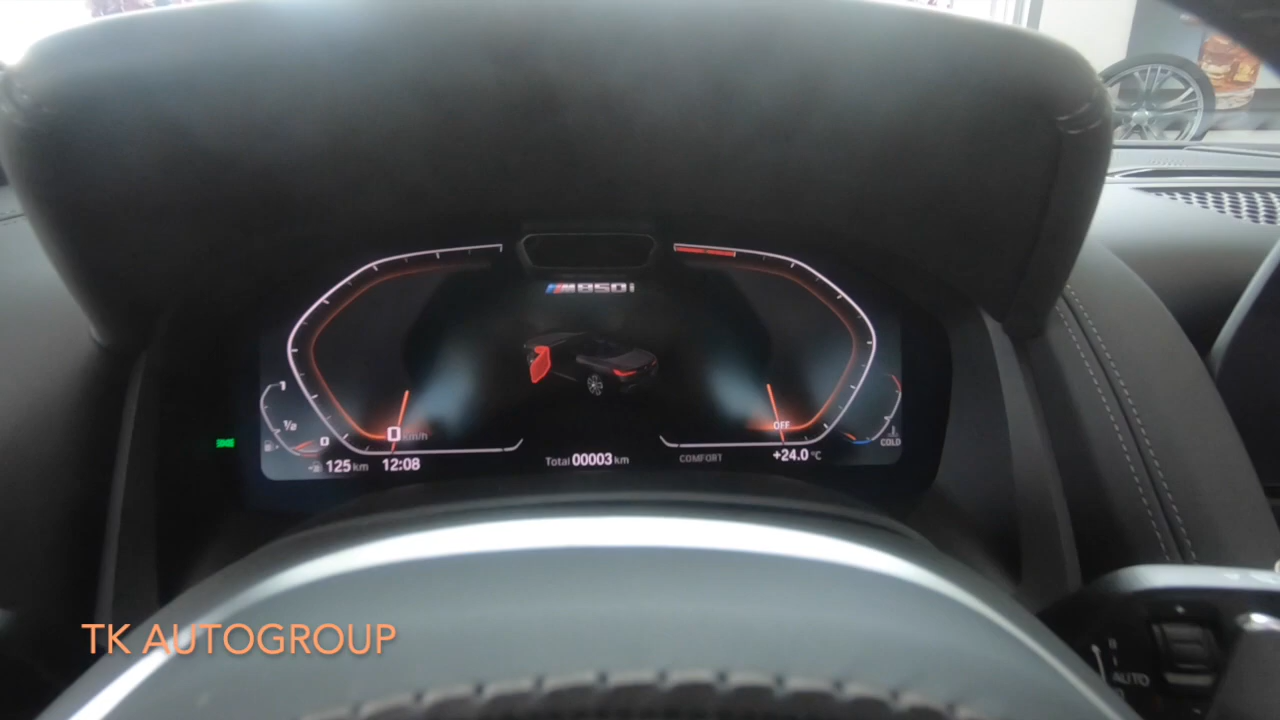 M850i
OFF
1
½
0
0 km/h
COLD
125 km
12:08
Total 00003 km
COMFORT
+24.0 °C
TK AUTOGROUP
AUTO